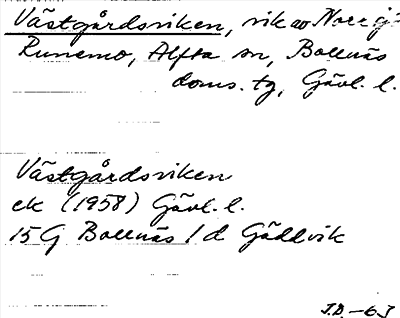 Västgårdsviken, vik av Norrgå
Runemo, Alfta sn, Bollnäs
doms. tg, Gävl. l.
Västgårdsviken
ek (1958) Gävl. l.
15 G Bollnäs 1 d Gäddvik
J.D. -63